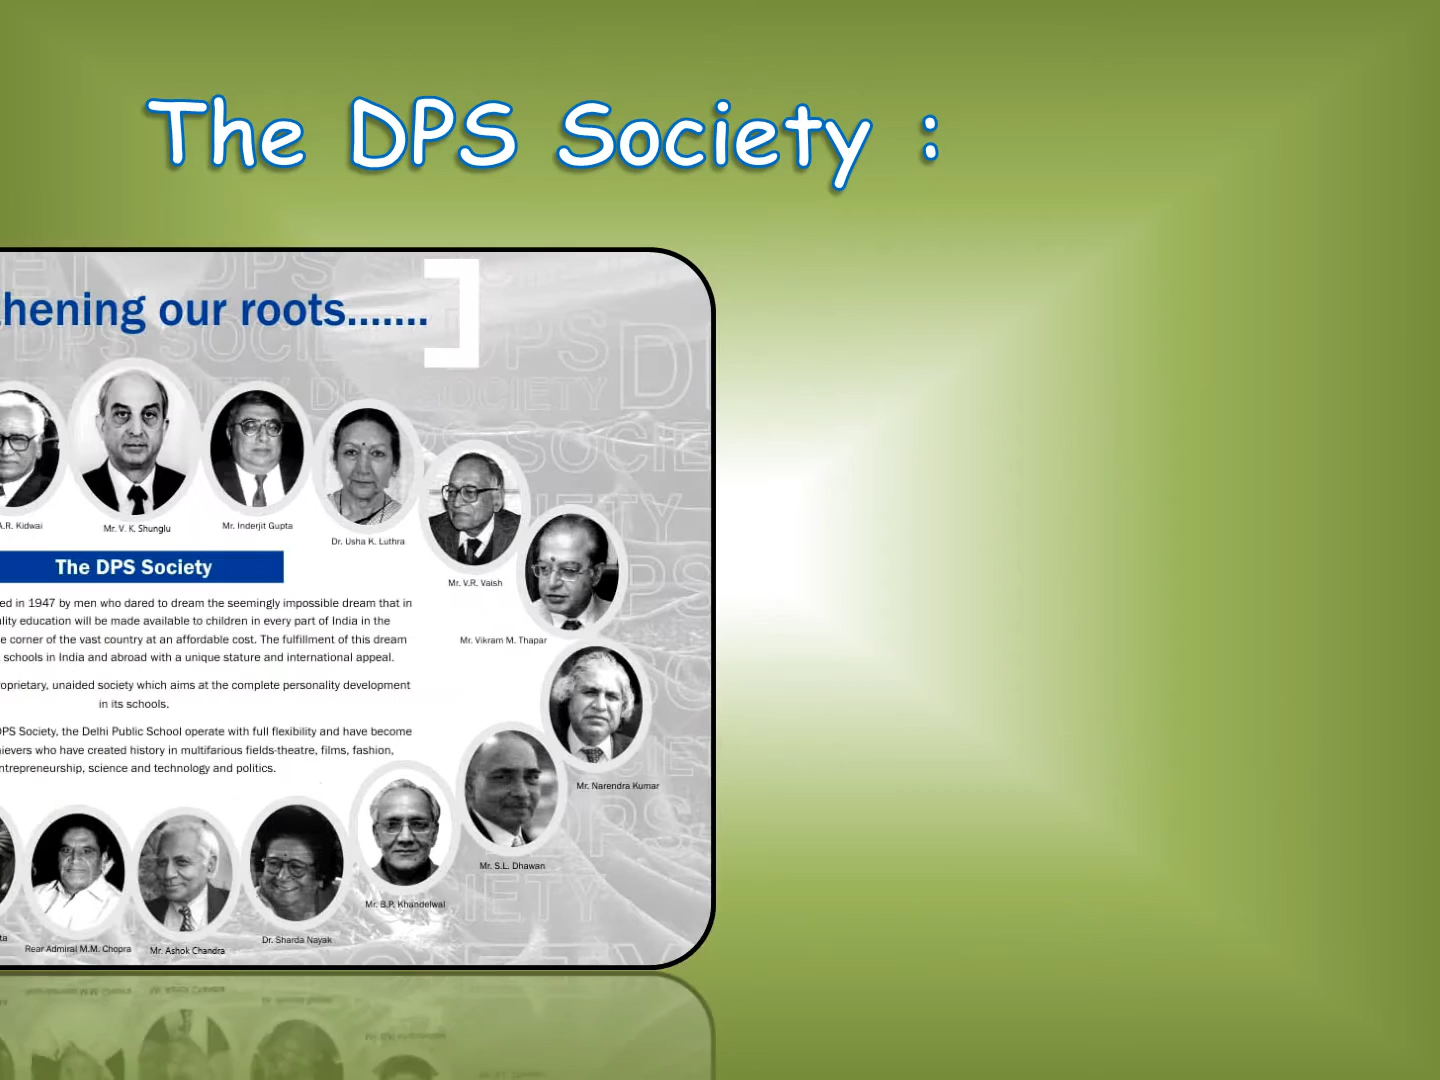 The DPS Society :
hening our roots.......
A.R. Kidwai
Mr. V. K. Shunglu
Mr. Inderjit Gupta
Dr. Usha K. Luthra
Mr. V.R. Vaish
Mr. Vikram M. Thapar
The DPS Society
ed in 1947 by men who dared to dream the seemingly impossible dream that in
lity education will be made available to children in every part of India in the
e corner of the vast country at an affordable cost. The fulfillment of this dream
schools in India and abroad with a unique stature and international appeal.
oprietary, unaided society which aims at the complete personality development
in its schools.
DPS Society, the Delhi Public School operate with full flexibility and have become
ievers who have created history in multifarious fields-theatre, films, fashion,
ntrepreneurship, science and technology and politics.
Mr. Narendra Kumar
Mr. S.L. Dhawan
Mr. B.P. Khandelwal
Dr. Sharda Nayak
Mr. Ashok Chandra
Rear Admiral M.M. Chopra
ta